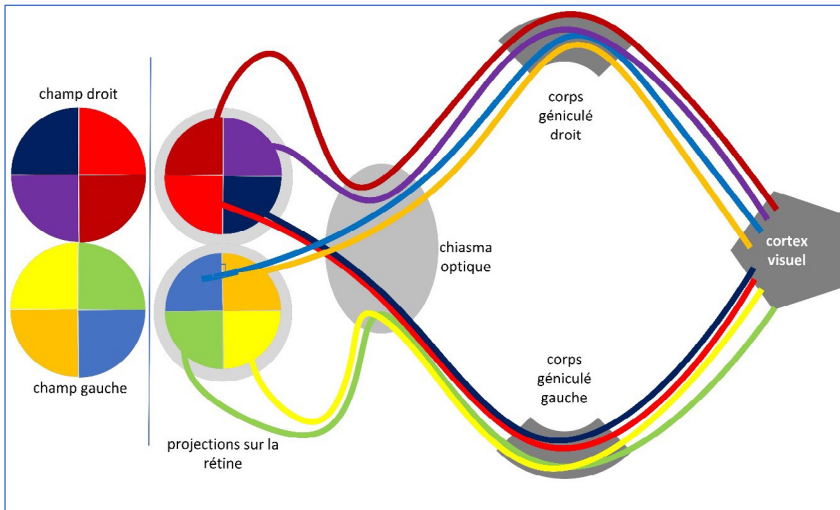 champ droit
champ gauche
projections sur la
rétine
chiasma
optique
corps
géniculé
droit
corps
géniculé
gauche
cortex
visuel